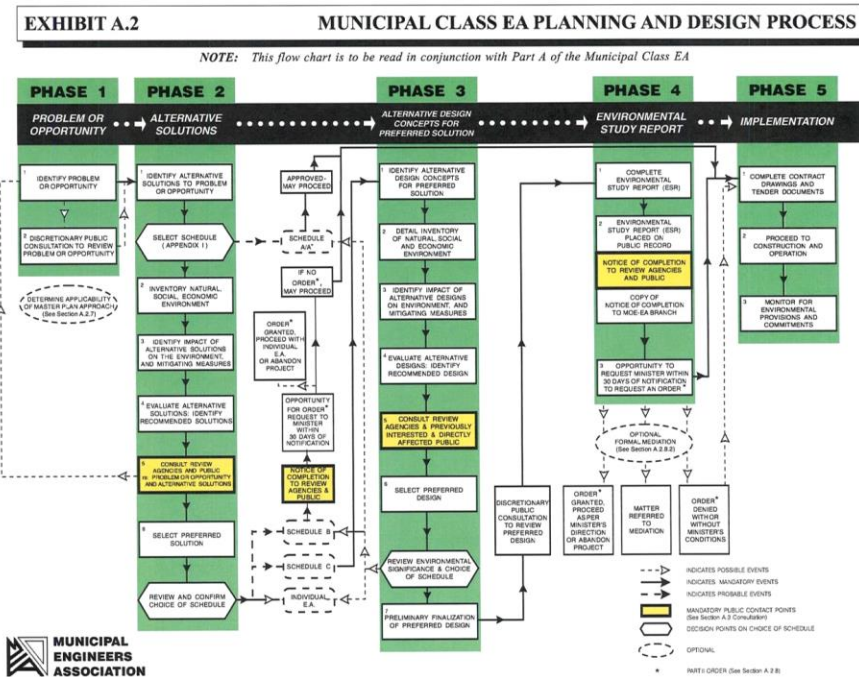 EXHIBIT A.2
MUNICIPAL CLASS EA PLANNING AND DESIGN PROCESS
NOTE: This flow chart is to be read in conjunction with Part A of the Municipal Class EA
PHASE 1
PROBLEM OR
OPPORTUNITY
1
IDENTIFY PROBLEM
OR OPPORTUNITY
2
DISCRETIONARY PUBLIC
CONSULTATION TO REVIEW
PROBLEM OR OPPORTUNITY
DETERMINE APPLICABILITY
OF MASTER PLAN APPROACH
(See Section A.2.7)
PHASE 2
ALTERNATIVE
SOLUTIONS
1
IDENTIFY ALTERNATIVE
SOLUTIONS TO PROBLEM
OR OPPORTUNITY
SELECT SCHEDULE
(APPENDIX I)
2
INVENTORY NATURAL,
SOCIAL, ECONOMIC
ENVIRONMENT
3
IDENTIFY IMPACT OF
ALTERNATIVE SOLUTIONS
ON THE ENVIRONMENT,
AND MITIGATING MEASURES
4
EVALUATE ALTERNATIVE
SOLUTIONS: IDENTIFY
RECOMMENDED SOLUTIONS
5
CONSULT REVIEW
AGENCIES AND PUBLIC
re: PROBLEM OR OPPORTUNITY
AND ALTERNATIVE SOLUTIONS
6
SELECT PREFERRED
SOLUTION
REVIEW AND CONFIRM
CHOICE OF SCHEDULE
APPROVED-
MAY PROCEED
SCHEDULE
A/A+
IF NO
ORDER*,
MAY PROCEED
ORDER*
GRANTED,
PROCEED WITH
INDIVIDUAL
E.A.
OR ABANDON
PROJECT
OPPORTUNITY
FOR ORDER*
REQUEST TO
MINISTER
WITHIN
30 DAYS OF
NOTIFICATION
NOTICE OF
COMPLETION
TO REVIEW
AGENCIES &
PUBLIC
SCHEDULE B
SCHEDULE C
INDIVIDUAL
E.A.
PHASE 3
ALTERNATIVE DESIGN
CONCEPTS FOR
PREFERRED SOLUTION
1
IDENTIFY ALTERNATIVE
DESIGN CONCEPTS
FOR PREFERRED
SOLUTION
2
DETAIL INVENTORY
OF NATURAL, SOCIAL
AND ECONOMIC
ENVIRONMENT
3
IDENTIFY IMPACT OF
ALTERNATIVE DESIGNS
ON ENVIRONMENT, AND
MITIGATING MEASURES
4
EVALUATE ALTERNATIVE
DESIGNS: IDENTIFY
RECOMMENDED DESIGN
5
CONSULT REVIEW
AGENCIES & PREVIOUSLY
INTERESTED & DIRECTLY
AFFECTED PUBLIC
6
SELECT PREFERRED
DESIGN
REVIEW ENVIRONMENTAL
SIGNIFICANCE & CHOICE
OF SCHEDULE
7
PRELIMINARY FINALIZATION
OF PREFERRED DESIGN
DISCRETIONARY
PUBLIC
CONSULTATION
TO REVIEW
PREFERRED
DESIGN
PHASE 4
ENVIRONMENTAL
STUDY REPORT
1
COMPLETE
ENVIRONMENTAL
STUDY REPORT (ESR)
2
ENVIRONMENTAL
STUDY REPORT (ESR)
PLACED ON
PUBLIC RECORD
NOTICE OF COMPLETION
TO REVIEW AGENCIES
AND PUBLIC
COPY OF
NOTICE OF COMPLETION
TO MOE-EA BRANCH
3
OPPORTUNITY TO
REQUEST MINISTER WITHIN
30 DAYS OF NOTIFICATION
TO REQUEST AN ORDER*
OPTIONAL
FORMAL MEDIATION
(See Section A.2.8.2)
ORDER*
GRANTED,
PROCEED
AS PER
MINISTER'S
DIRECTION
OR ABANDON
PROJECT
MATTER
REFERRED
TO
MEDIATION
ORDER*
DENIED WITH
OR WITHOUT
MINISTER'S
CONDITIONS
PHASE 5
IMPLEMENTATION
1
COMPLETE CONTRACT
DRAWINGS AND
TENDER DOCUMENTS
2
PROCEED TO
CONSTRUCTION AND
OPERATION
3
MONITOR FOR
ENVIRONMENTAL
PROVISIONS AND
COMMITMENTS
INDICATES POSSIBLE EVENTS
INDICATES MANDATORY EVENTS
INDICATES PROBABLE EVENTS
MANDATORY PUBLIC CONTACT POINTS
(See Section A.3 Consultation)
DECISION POINTS ON CHOICE OF SCHEDULE
OPTIONAL
* PART II ORDER (See Section A.2.8)
MUNICIPAL
ENGINEERS
ASSOCIATION